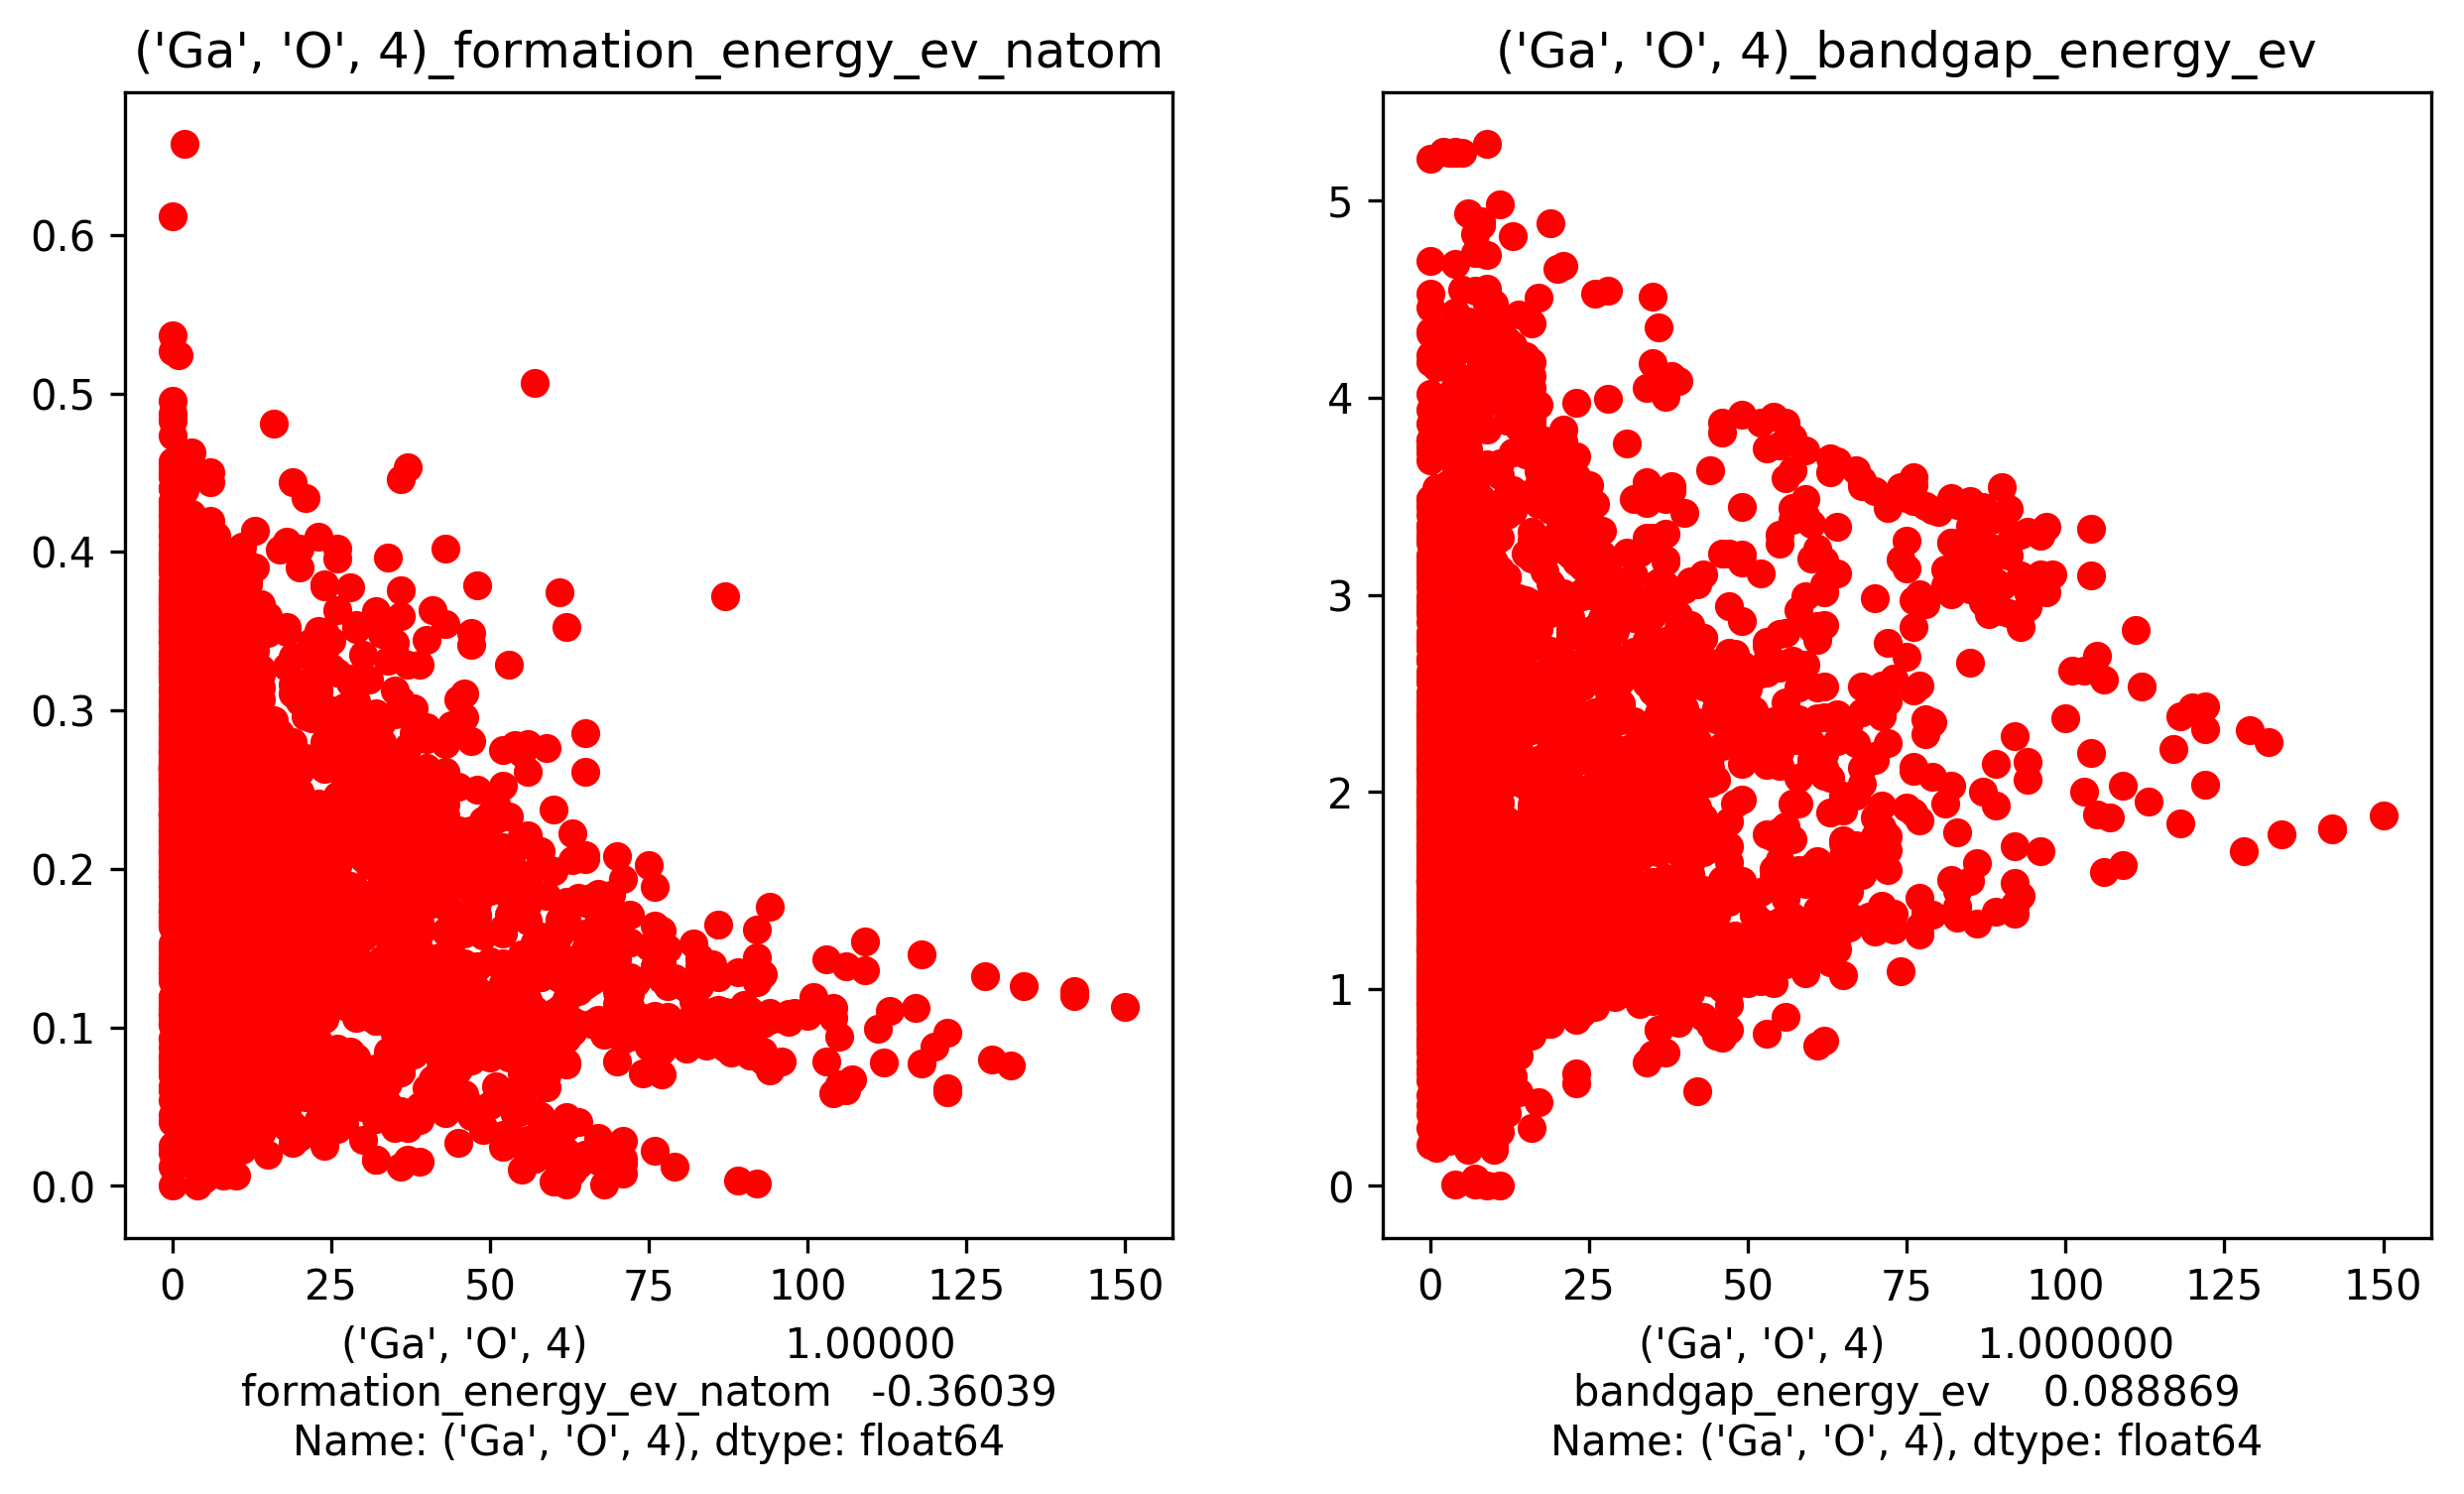 ('Ga', 'O', 4)_formation_energy_ev_natom
0.6
0.5
0.4
0.3
0.2
0.1
0.0
0 25 50 75 100 125 150
('Ga', 'O', 4) 1.00000
formation_energy_ev_natom -0.36039
Name: ('Ga', 'O', 4), dtype: float64
('Ga', 'O', 4)_bandgap_energy_ev
5
4
3
2
1
0
0 25 50 75 100 125 150
('Ga', 'O', 4) 1.000000
bandgap_energy_ev 0.088869
Name: ('Ga', 'O', 4), dtype: float64